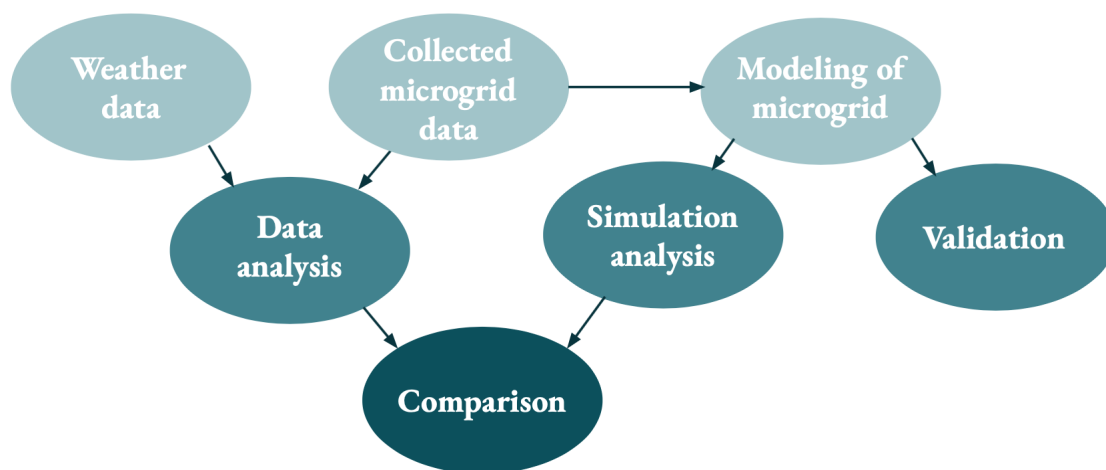 Weather
data
Collected
microgrid
data
Modeling of
microgrid
Data
analysis
Simulation
analysis
Validation
Comparison